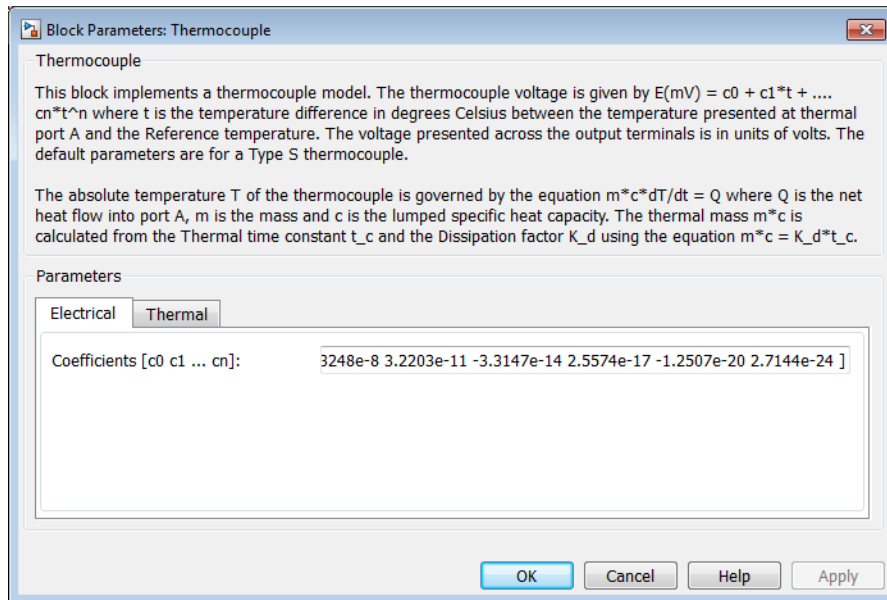 Block Parameters: Thermocouple
Thermocouple
This block implements a thermocouple model. The thermocouple voltage is given by E(mV) = c0 + c1*t + ....
cn*t^n where t is the temperature difference in degrees Celsius between the temperature presented at thermal
port A and the Reference temperature. The voltage presented across the output terminals is in units of volts. The
default parameters are for a Type S thermocouple.
The absolute temperature T of the thermocouple is governed by the equation m*c*dT/dt = Q where Q is the net
heat flow into port A, m is the mass and c is the lumped specific heat capacity. The thermal mass m*c is
calculated from the Thermal time constant t_c and the Dissipation factor K_d using the equation m*c = K_d*t_c.
Parameters
Electrical Thermal
Coefficients [c0 c1 ... cn]: 3248e-8 3.2203e-11 -3.3147e-14 2.5574e-17 -1.2507e-20 2.7144e-24 ]
OK Cancel Help Apply